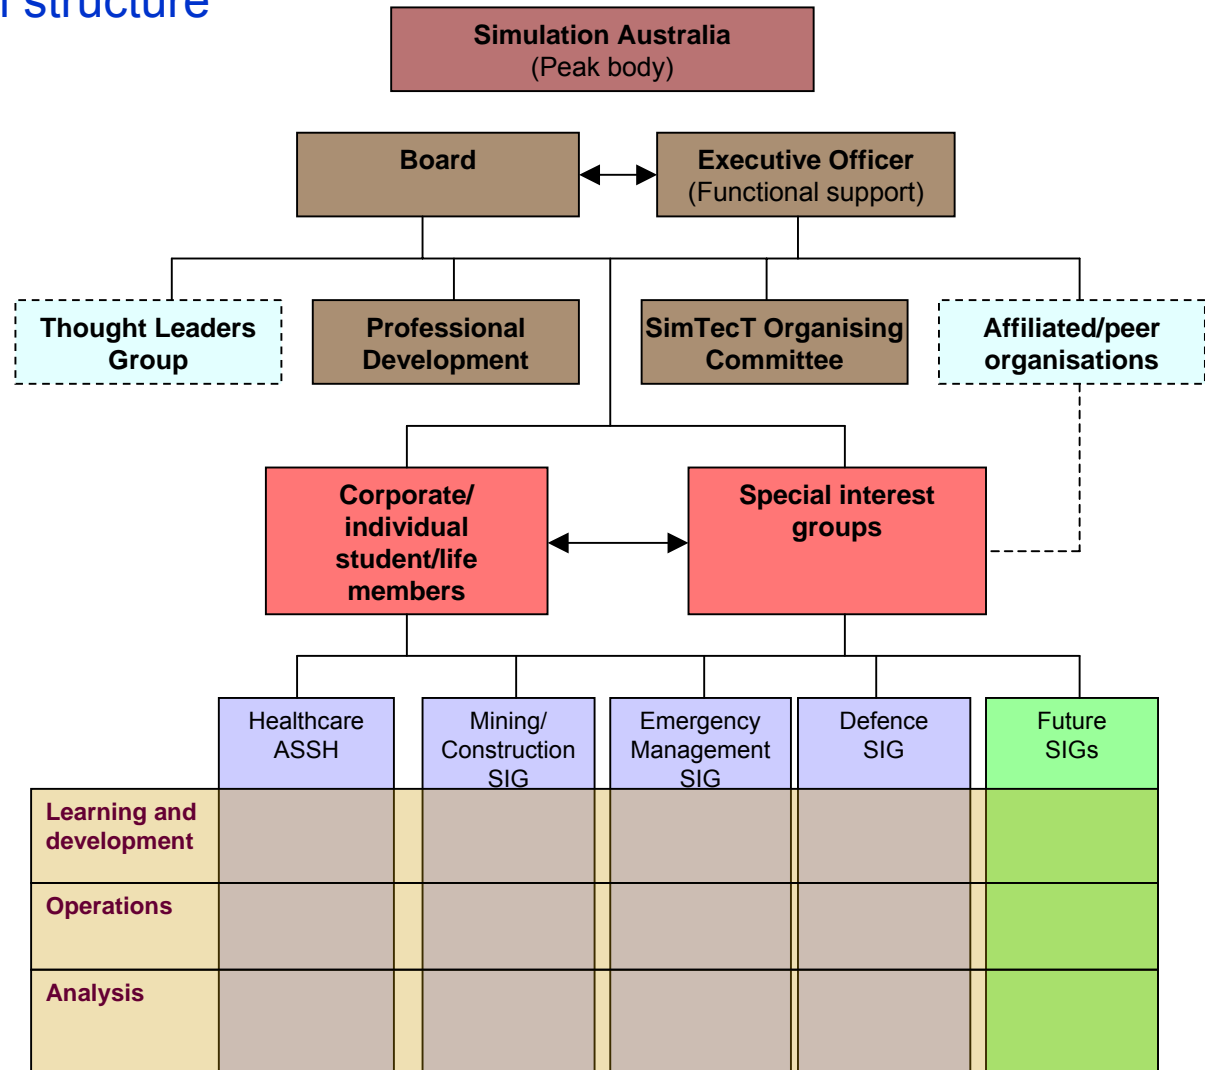 structure
Simulation Australia
(Peak body)
Board
Executive Officer
(Functional support)
Thought Leaders
Group
Professional
Development
SimTecT Organising
Committee
Affiliated/peer
organisations
Corporate/
individual
student/life
members
Special interest
groups
Healthcare
ASSH
Mining/
Construction
SIG
Emergency
Management
SIG
Defence
SIG
Future
SIGs
Learning and
development
Operations
Analysis